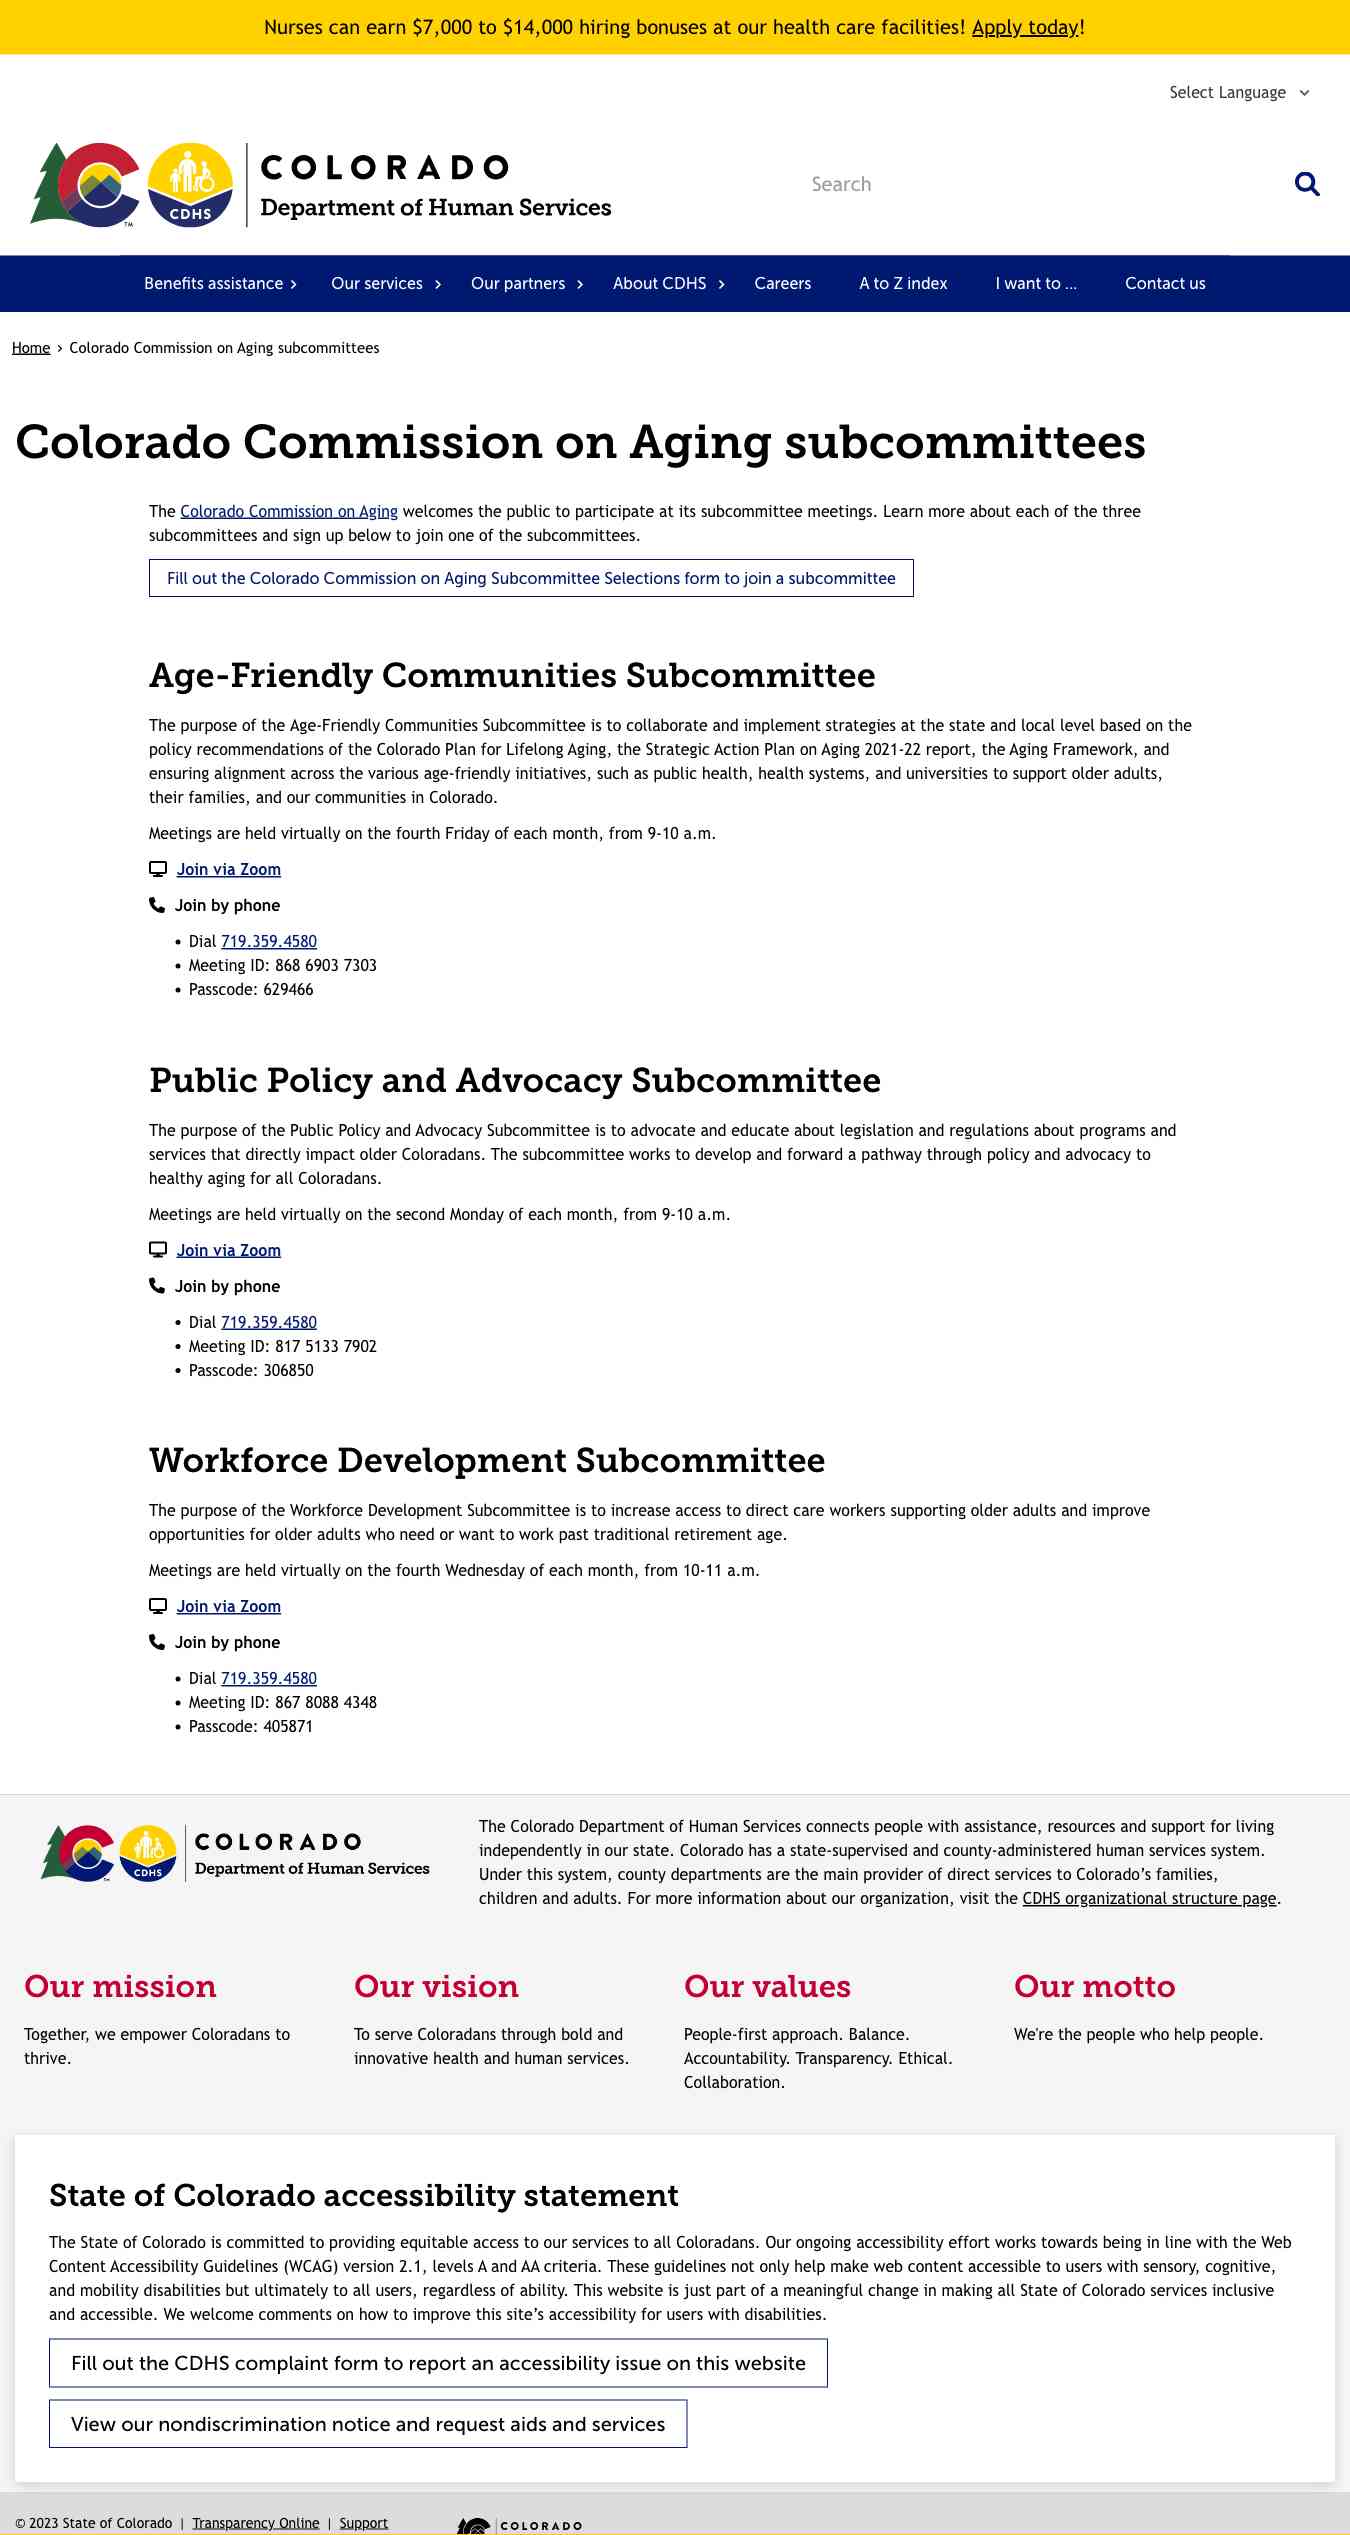 Nurses can earn $7,000 to $14,000 hiring bonuses at our health care facilities! Apply today!
Select Language
CDHS
TM
COLORADO
Department of Human Services
Search
Benefits assistance
Our services
Our partners
About CDHS
Careers
A to Z index
I want to ...
Contact us
Home › Colorado Commission on Aging subcommittees
Colorado Commission on Aging subcommittees
The Colorado Commission on Aging welcomes the public to participate at its subcommittee meetings. Learn more about each of the three
subcommittees and sign up below to join one of the subcommittees.
Fill out the Colorado Commission on Aging Subcommittee Selections form to join a subcommittee
Age-Friendly Communities Subcommittee
The purpose of the Age-Friendly Communities Subcommittee is to collaborate and implement strategies at the state and local level based on the
policy recommendations of the Colorado Plan for Lifelong Aging, the Strategic Action Plan on Aging 2021-22 report, the Aging Framework, and
ensuring alignment across the various age-friendly initiatives, such as public health, health systems, and universities to support older adults,
their families, and our communities in Colorado.
Meetings are held virtually on the fourth Friday of each month, from 9-10 a.m.
Join via Zoom
Join by phone
• Dial 719.359.4580
• Meeting ID: 868 6903 7303
• Passcode: 629466
Public Policy and Advocacy Subcommittee
The purpose of the Public Policy and Advocacy Subcommittee is to advocate and educate about legislation and regulations about programs and
services that directly impact older Coloradans. The subcommittee works to develop and forward a pathway through policy and advocacy to
healthy aging for all Coloradans.
Meetings are held virtually on the second Monday of each month, from 9-10 a.m.
Join via Zoom
Join by phone
• Dial 719.359.4580
• Meeting ID: 817 5133 7902
• Passcode: 306850
Workforce Development Subcommittee
The purpose of the Workforce Development Subcommittee is to increase access to direct care workers supporting older adults and improve
opportunities for older adults who need or want to work past traditional retirement age.
Meetings are held virtually on the fourth Wednesday of each month, from 10-11 a.m.
Join via Zoom
Join by phone
• Dial 719.359.4580
• Meeting ID: 867 8088 4348
• Passcode: 405871
CDHS
TM
COLORADO
Department of Human Services
The Colorado Department of Human Services connects people with assistance, resources and support for living
independently in our state. Colorado has a state-supervised and county-administered human services system.
Under this system, county departments are the main provider of direct services to Colorado’s families,
children and adults. For more information about our organization, visit the CDHS organizational structure page.
Our mission
Together, we empower Coloradans to
thrive.
Our vision
To serve Coloradans through bold and
innovative health and human services.
Our values
People-first approach. Balance.
Accountability. Transparency. Ethical.
Collaboration.
Our motto
We're the people who help people.
State of Colorado accessibility statement
The State of Colorado is committed to providing equitable access to our services to all Coloradans. Our ongoing accessibility effort works towards being in line with the Web
Content Accessibility Guidelines (WCAG) version 2.1, levels A and AA criteria. These guidelines not only help make web content accessible to users with sensory, cognitive,
and mobility disabilities but ultimately to all users, regardless of ability. This website is just part of a meaningful change in making all State of Colorado services inclusive
and accessible. We welcome comments on how to improve this site’s accessibility for users with disabilities.
Fill out the CDHS complaint form to report an accessibility issue on this website
View our nondiscrimination notice and request aids and services
© 2023 State of Colorado | Transparency Online | Support
COLORADO